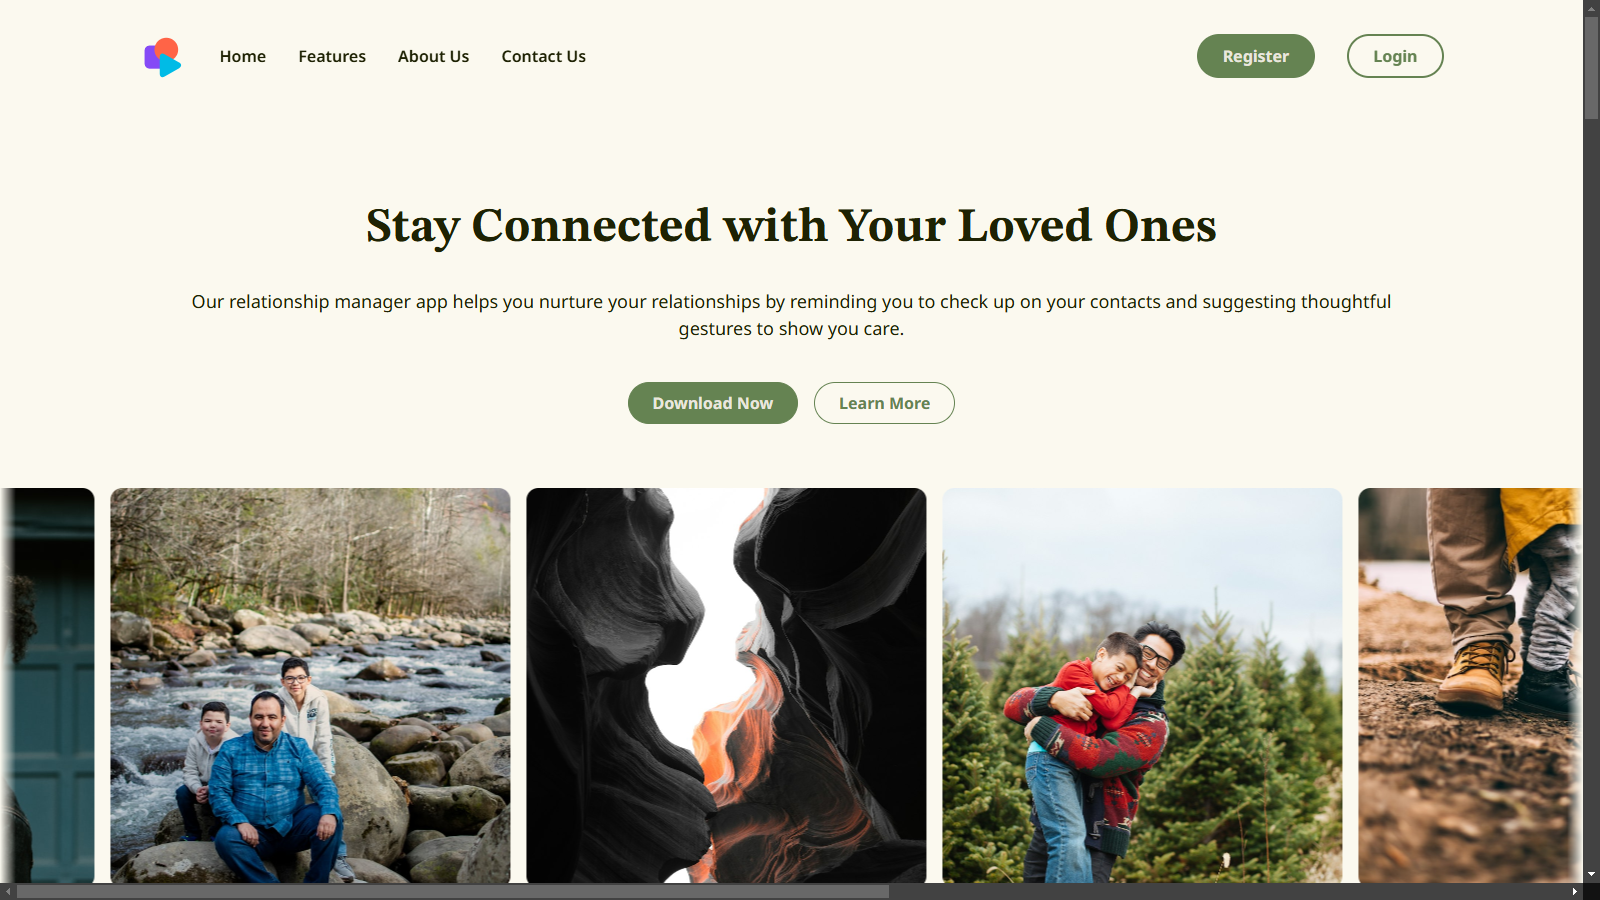 Home
Features
About Us
Contact Us
Register
Login
Stay Connected with Your Loved Ones
Our relationship manager app helps you nurture your relationships by reminding you to check up on your contacts and suggesting thoughtful
gestures to show you care.
Download Now
Learn More